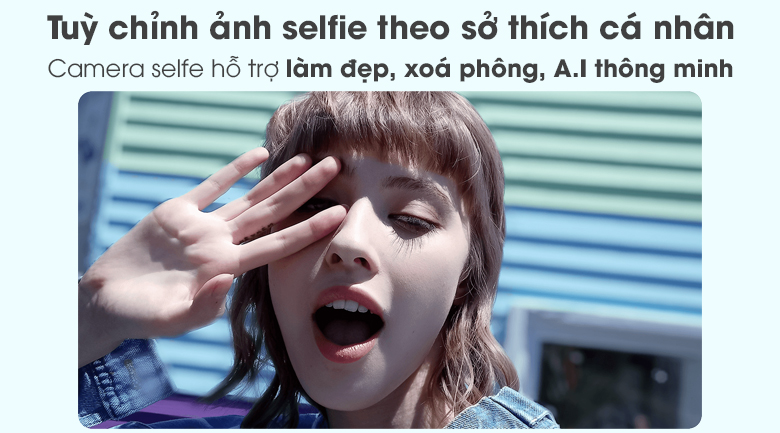 Tuỳ chỉnh ảnh selfie theo sở thích cá nhân
Camera selfe hỗ trợ làm đẹp, xoá phông, A.I thông minh